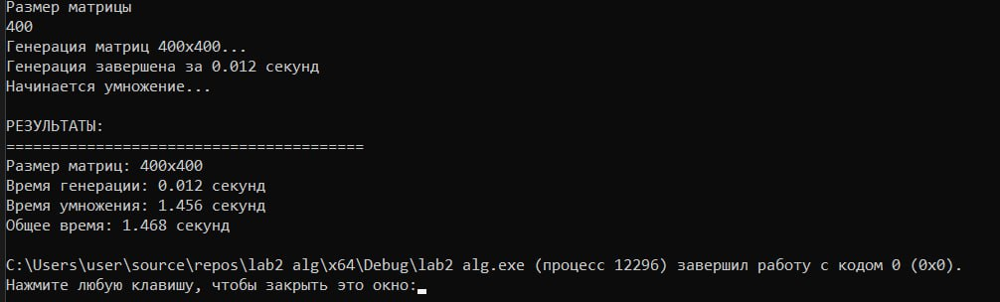 Размер матрицы
400
Генерация матриц 400x400...
Генерация завершена за 0.012 секунд
Начинается умножение...
РЕЗУЛЬТАТЫ:
========================================
Размер матриц: 400x400
Время генерации: 0.012 секунд
Время умножения: 1.456 секунд
Общее время: 1.468 секунд
C:\Users\user\source\repos\lab2 alg\x64\Debug\lab2 alg.exe (процесс 12296) завершил работу с кодом 0 (0x0).
Нажмите любую клавишу, чтобы закрыть это окно: